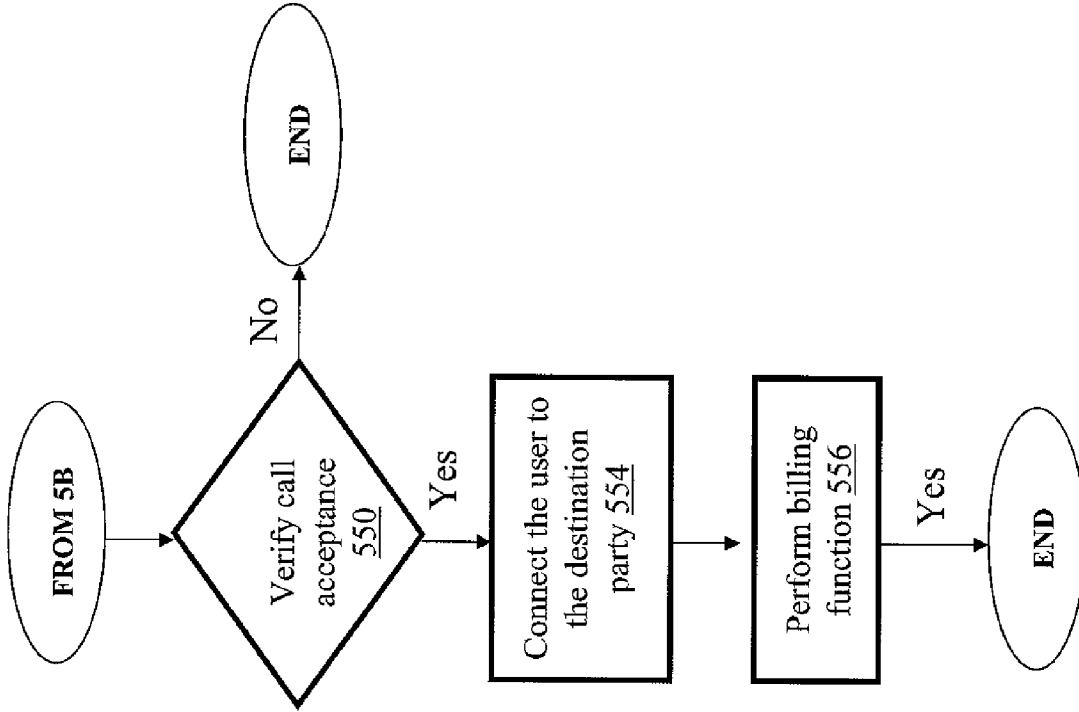 FROM 5B
Verify call
acceptance
550
No
END
Yes
Connect the user to
the destination
party 554
Perform billing
function 556
Yes
END